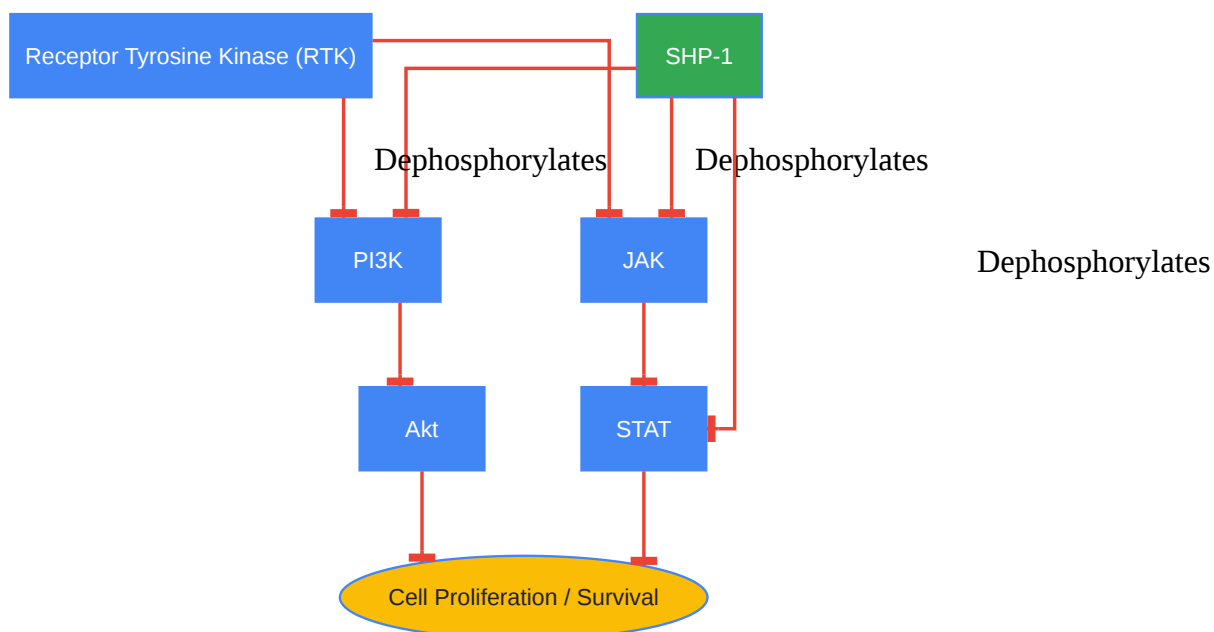 Receptor Tyrosine Kinase (RTK)
SHP-1
Dephosphorylates
Dephosphorylates
PI3K
JAK
Dephosphorylates
Akt
STAT
Cell Proliferation / Survival